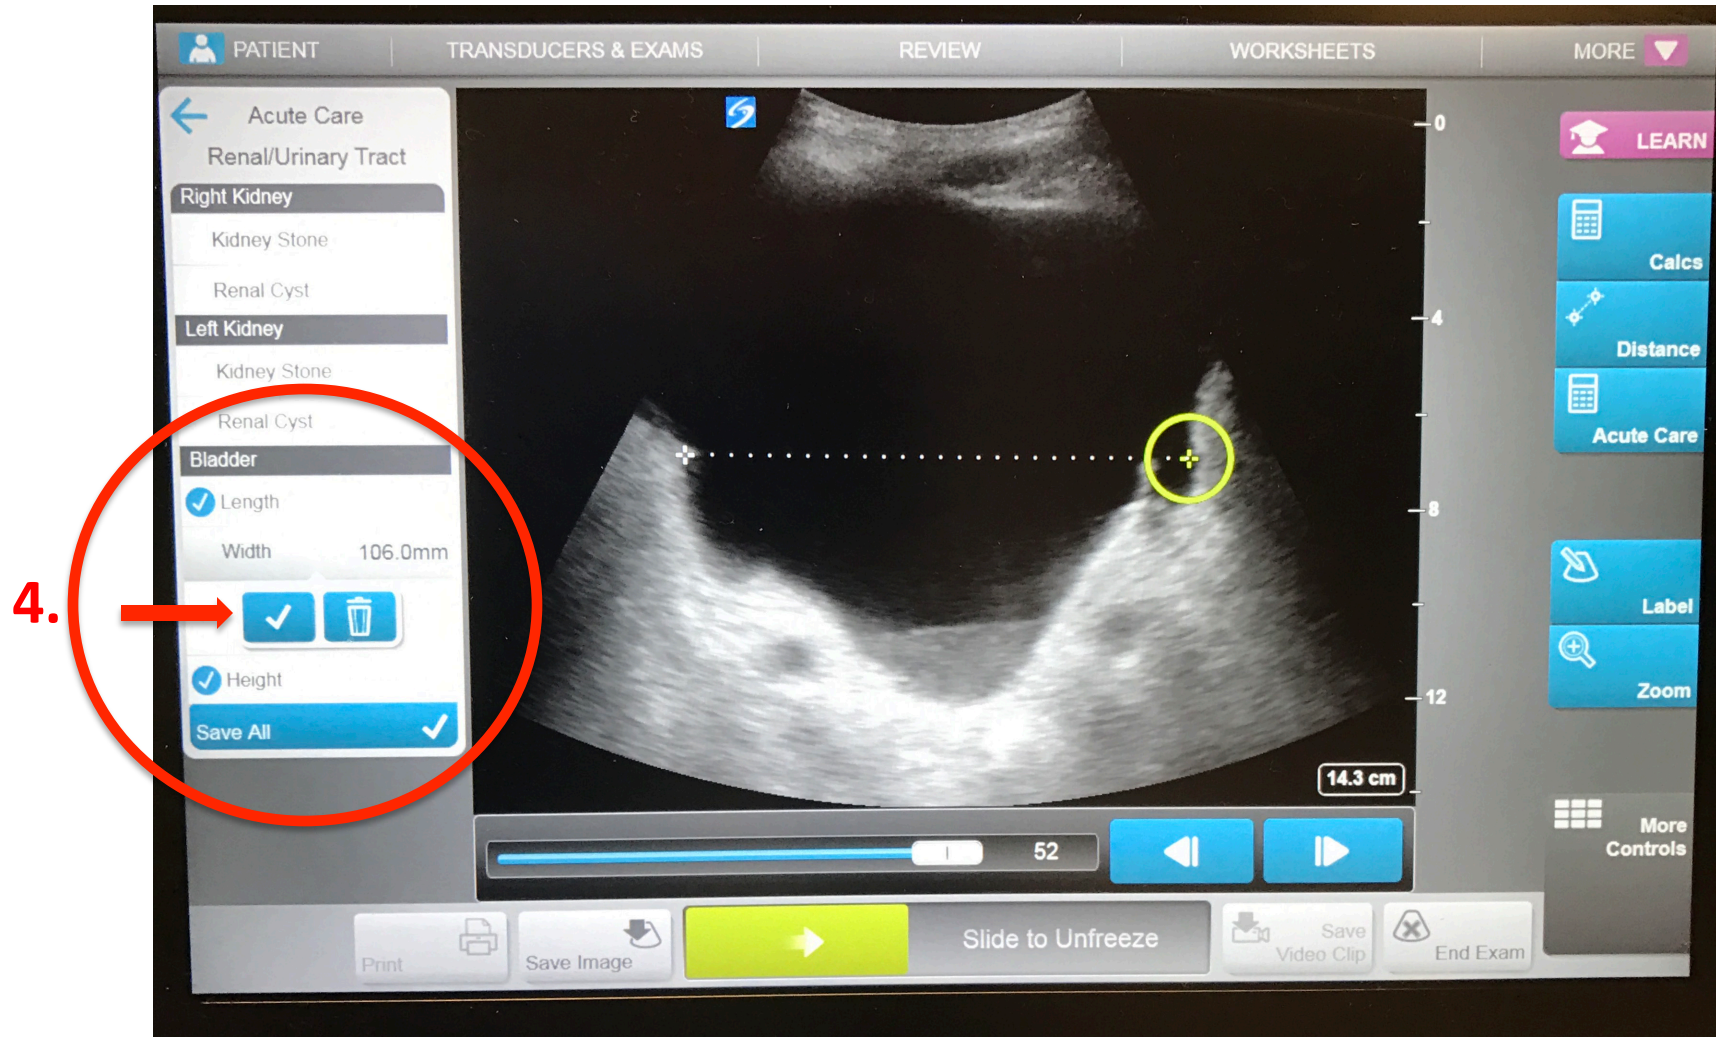 PATIENT
TRANSDUCERS & EXAMS
REVIEW
WORKSHEETS
MORE
Acute Care
Renal/Urinary Tract
Right Kidney
Kidney Stone
Renal Cyst
Left Kidney
Kidney Stone
Renal Cyst
Bladder
Length
Width 106.0mm
Height
Save All
4.
0
4
8
12
14.3 cm
LEARN
Calcs
Distance
Acute Care
Label
Zoom
More
Controls
52
Print
Save Image
Slide to Unfreeze
Save
Video Clip
End Exam